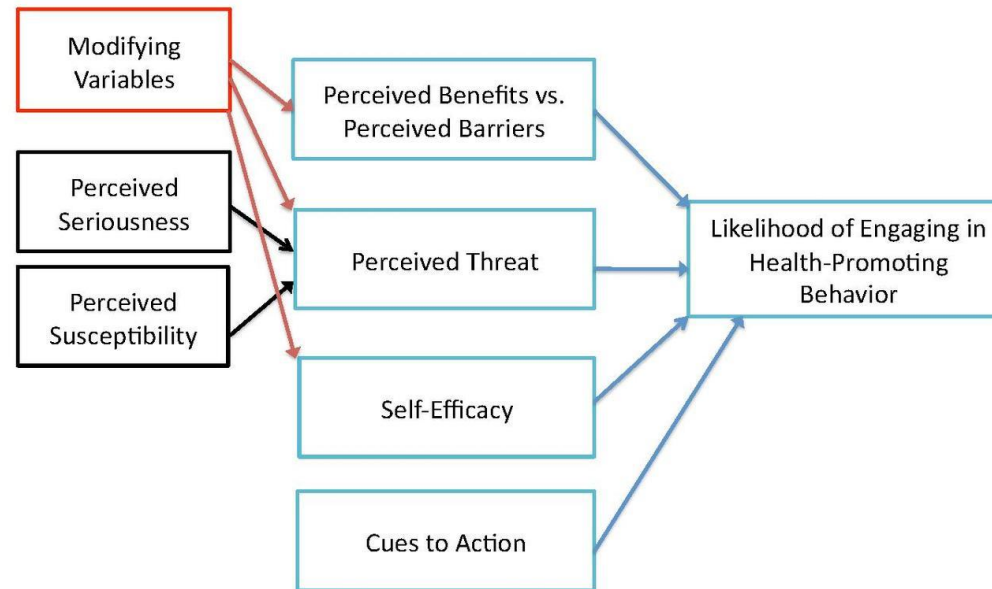 Modifying
Variables
Perceived
Seriousness
Perceived
Susceptibility
Perceived Benefits vs.
Perceived Barriers
Perceived Threat
Self-Efficacy
Cues to Action
Likelihood of Engaging in
Health-Promoting
Behavior